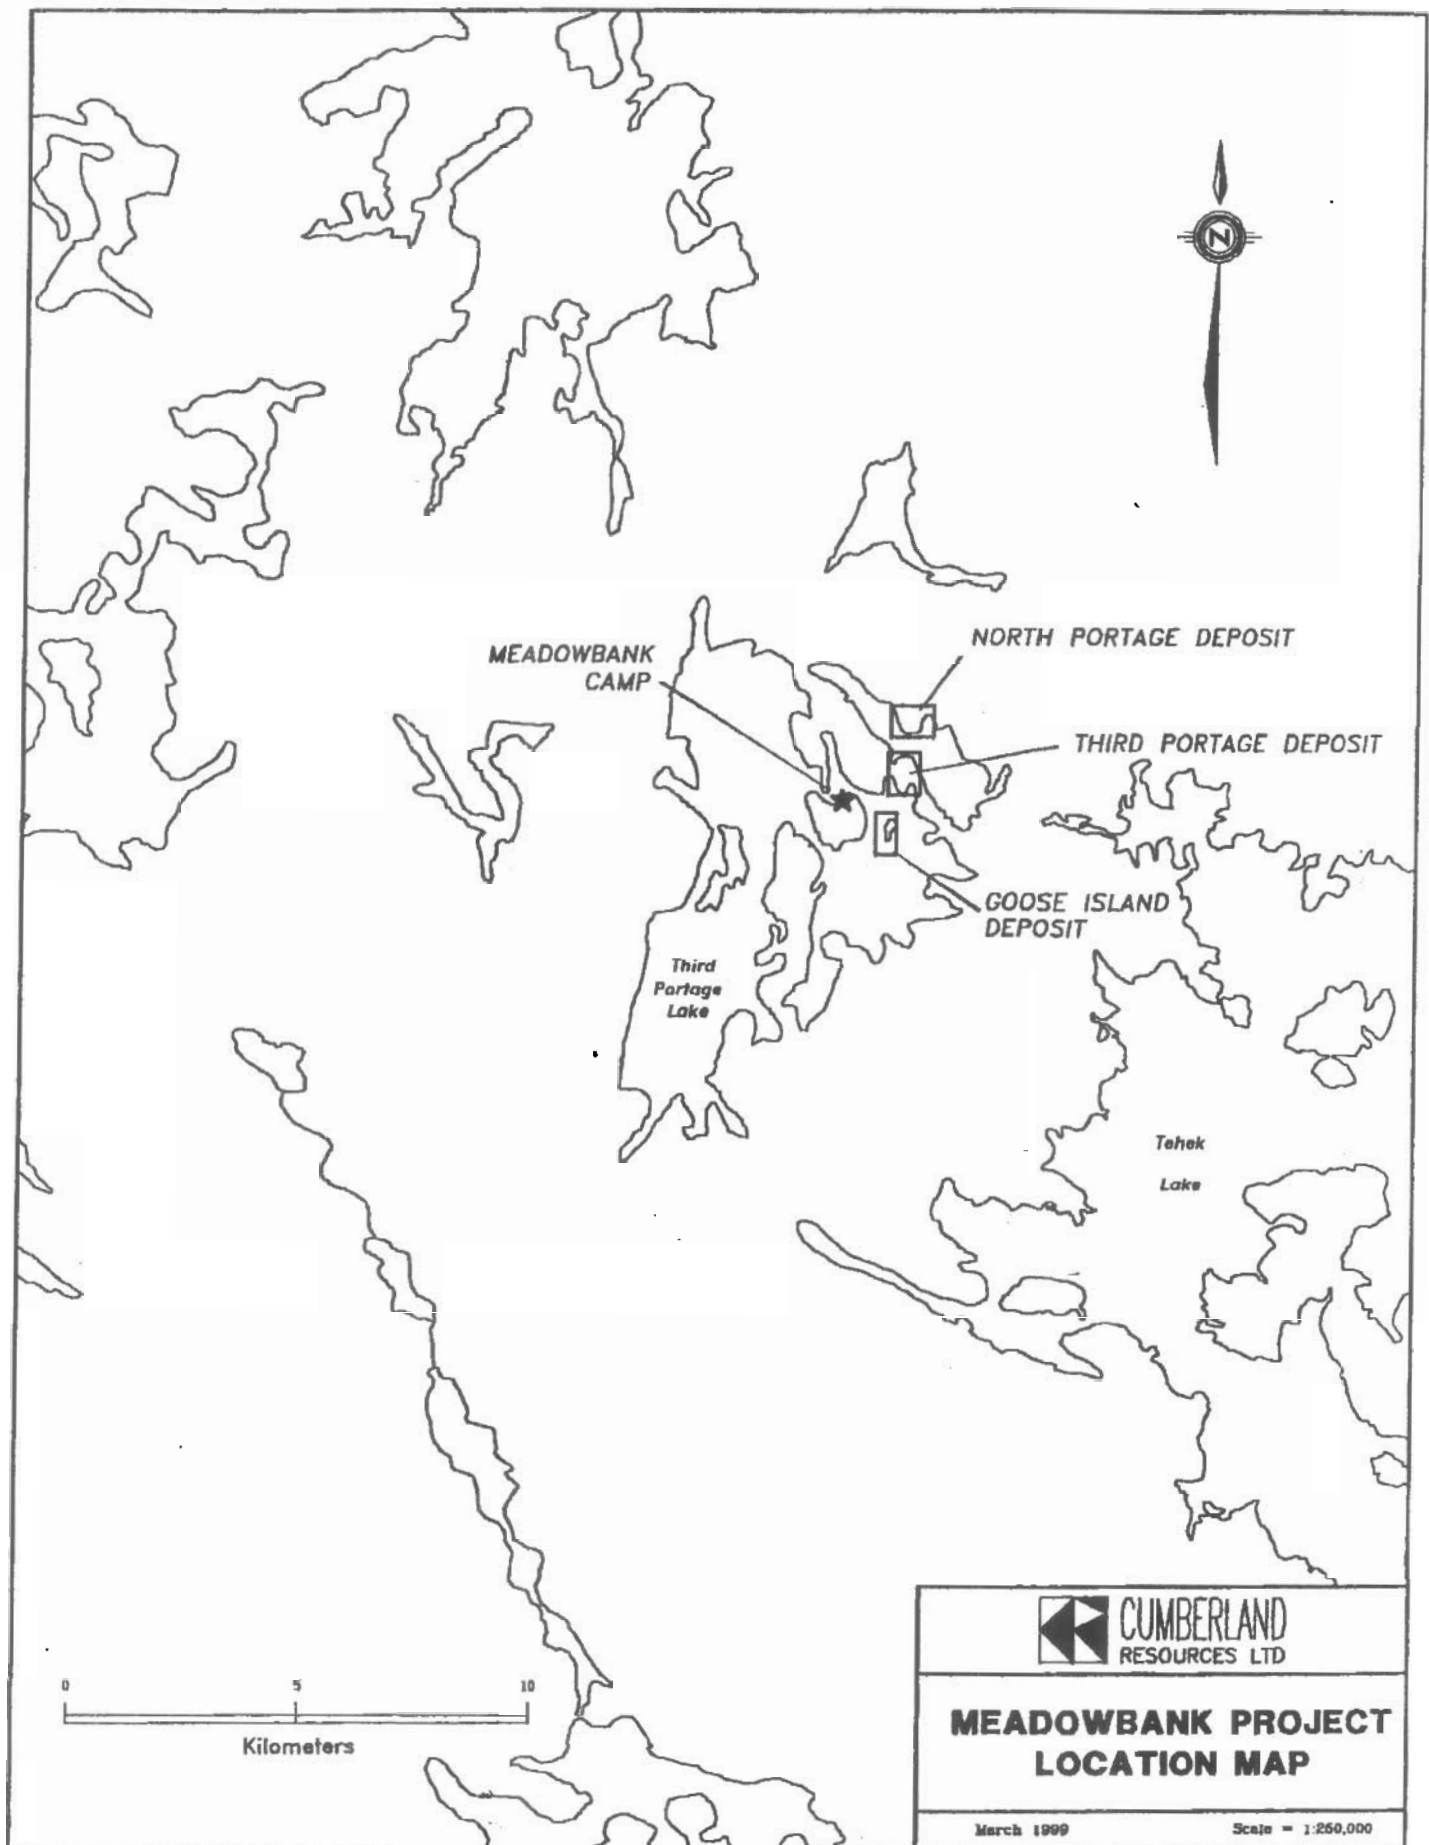 N
NORTH PORTAGE DEPOSIT
MEADOWBANK
CAMP
THIRD PORTAGE DEPOSIT
GOOSE ISLAND
DEPOSIT
Third
Portage
Lake
Tehek
Lake
0 5 10
Kilometers
CUMBERLAND
RESOURCES LTD
MEADOWBANK PROJECT
LOCATION MAP
March 1999 Scale = 1:250,000